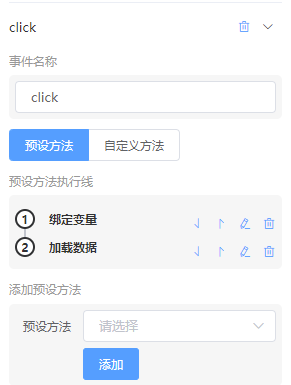 click
事件名称
click
预设方法 自定义方法
预设方法执行线
1 绑定变量
2 加载数据
添加预设方法
预设方法 请选择
添加